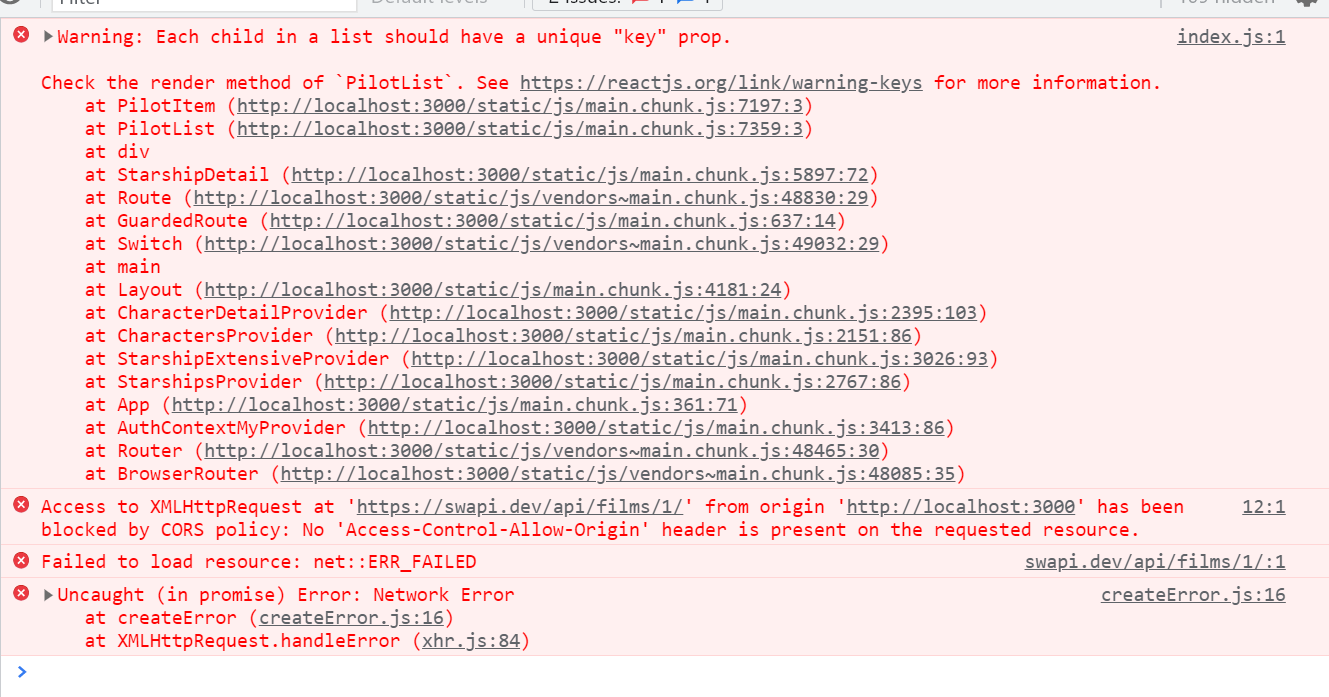 Warning: Each child in a list should have a unique "key" prop. index.js:1
Check the render method of `PilotList`. See https://reactjs.org/link/warning-keys for more information.
at PilotItem (http://localhost:3000/static/js/main.chunk.js:7197:3)
at PilotList (http://localhost:3000/static/js/main.chunk.js:7359:3)
at div
at StarshipDetail (http://localhost:3000/static/js/main.chunk.js:5897:72)
at Route (http://localhost:3000/static/js/vendors~main.chunk.js:48830:29)
at GuardedRoute (http://localhost:3000/static/js/main.chunk.js:637:14)
at Switch (http://localhost:3000/static/js/vendors~main.chunk.js:49032:29)
at main
at Layout (http://localhost:3000/static/js/main.chunk.js:4181:24)
at CharacterDetailProvider (http://localhost:3000/static/js/main.chunk.js:2395:103)
at CharactersProvider (http://localhost:3000/static/js/main.chunk.js:2151:86)
at StarshipExtensiveProvider (http://localhost:3000/static/js/main.chunk.js:3026:93)
at StarshipsProvider (http://localhost:3000/static/js/main.chunk.js:2767:86)
at App (http://localhost:3000/static/js/main.chunk.js:361:71)
at AuthContextMyProvider (http://localhost:3000/static/js/main.chunk.js:3413:86)
at Router (http://localhost:3000/static/js/vendors~main.chunk.js:48465:30)
at BrowserRouter (http://localhost:3000/static/js/vendors~main.chunk.js:48085:35)
Access to XMLHttpRequest at 'https://swapi.dev/api/films/1/' from origin 'http://localhost:3000' has been 12:1
blocked by CORS policy: No 'Access-Control-Allow-Origin' header is present on the requested resource.
Failed to load resource: net::ERR_FAILED swapi.dev/api/films/1/:1
Uncaught (in promise) Error: Network Error createError.js:16
at createError (createError.js:16)
at XMLHttpRequest.handleError (xhr.js:84)